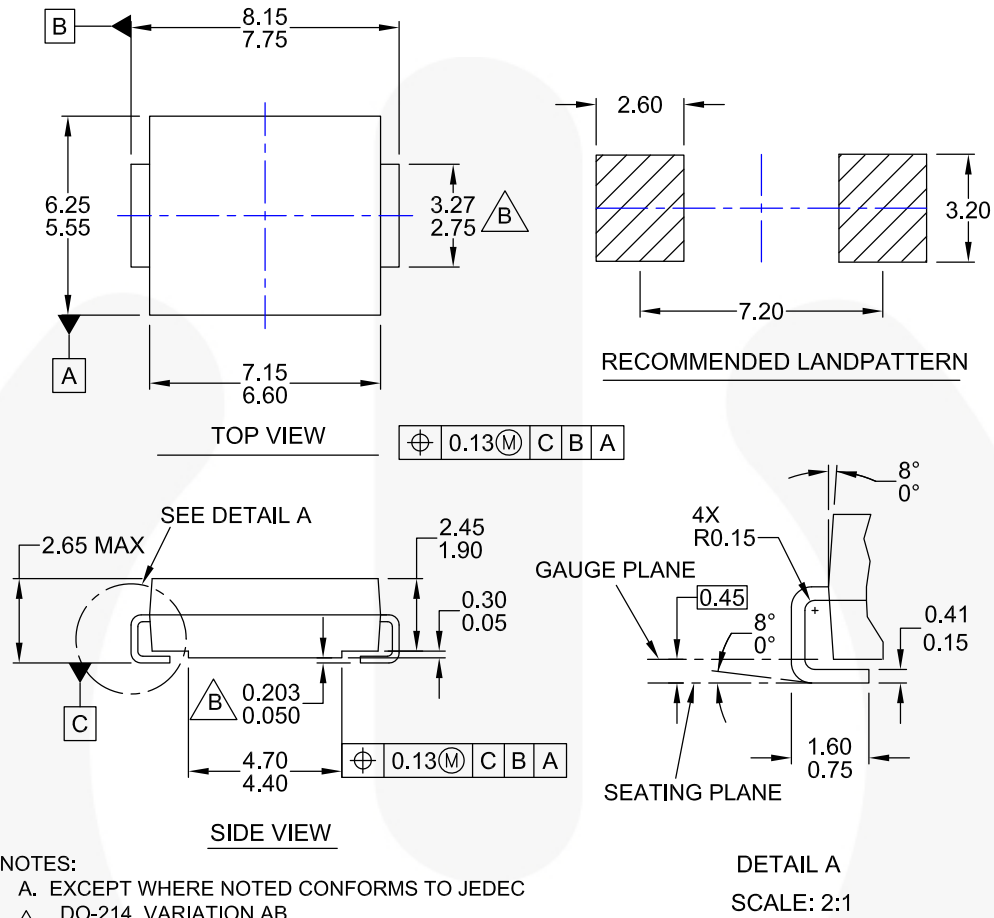 B
8.15
7.75
2.60
6.25
5.55
3.27
2.75
B
3.20
7.20
A
7.15
6.60
RECOMMENDED LANDPATTERN
TOP VIEW
⌖ 0.13Ⓜ C B A
SEE DETAIL A
2.65 MAX
2.45
1.90
0.30
0.05
B
0.203
0.050
C
4.70
4.40
⌖ 0.13Ⓜ C B A
SIDE VIEW
8°
0°
4X
R0.15
GAUGE PLANE
0.45
8°
0°
0.41
0.15
1.60
0.75
SEATING PLANE
DETAIL A
SCALE: 2:1
NOTES:
A. EXCEPT WHERE NOTED CONFORMS TO JEDEC
DO-214 VARIATION AB